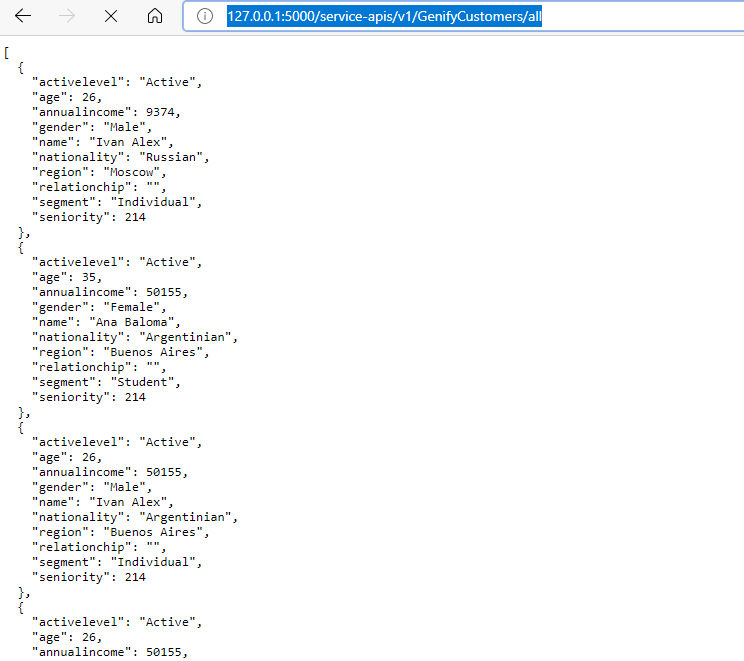 127.0.0.1:5000/service-apis/v1/GenifyCustomers/all
[
  {
    "activelevel": "Active",
    "age": 26,
    "annualincome": 9374,
    "gender": "Male",
    "name": "Ivan Alex",
    "nationality": "Russian",
    "region": "Moscow",
    "relationchip": "",
    "segment": "Individual",
    "seniority": 214
  },
  {
    "activelevel": "Active",
    "age": 35,
    "annualincome": 50155,
    "gender": "Female",
    "name": "Ana Baloma",
    "nationality": "Argentinian",
    "region": "Buenos Aires",
    "relationchip": "",
    "segment": "Student",
    "seniority": 214
  },
  {
    "activelevel": "Active",
    "age": 26,
    "annualincome": 50155,
    "gender": "Male",
    "name": "Ivan Alex",
    "nationality": "Argentinian",
    "region": "Buenos Aires",
    "relationchip": "",
    "segment": "Individual",
    "seniority": 214
  },
  {
    "activelevel": "Active",
    "age": 26,
    "annualincome": 50155,